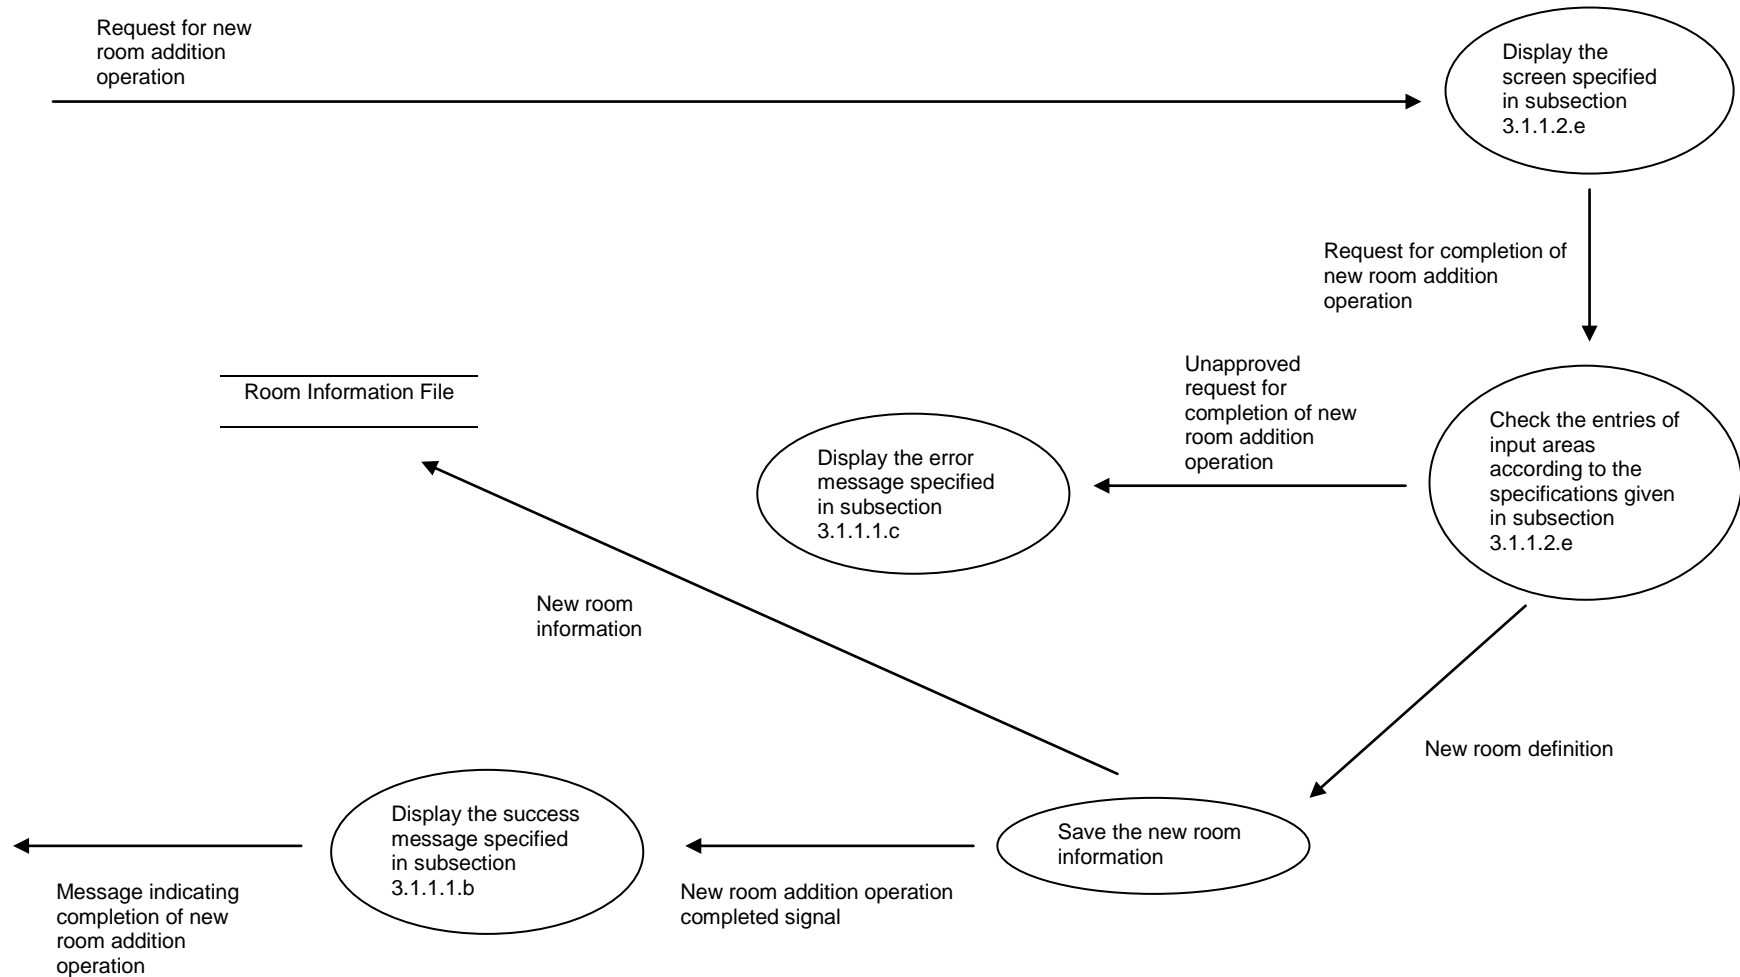 Request for new
room addition
operation
Display the
screen specified
in subsection
3.1.1.2.e
Request for completion of
new room addition
operation
Unapproved
request for
completion of new
room addition
operation
Room Information File
Check the entries of
input areas
according to the
specifications given
in subsection
3.1.1.2.e
Display the error
message specified
in subsection
3.1.1.1.c
New room
information
New room definition
Display the success
message specified
in subsection
3.1.1.1.b
Save the new room
information
Message indicating
completion of new
room addition
operation
New room addition operation
completed signal